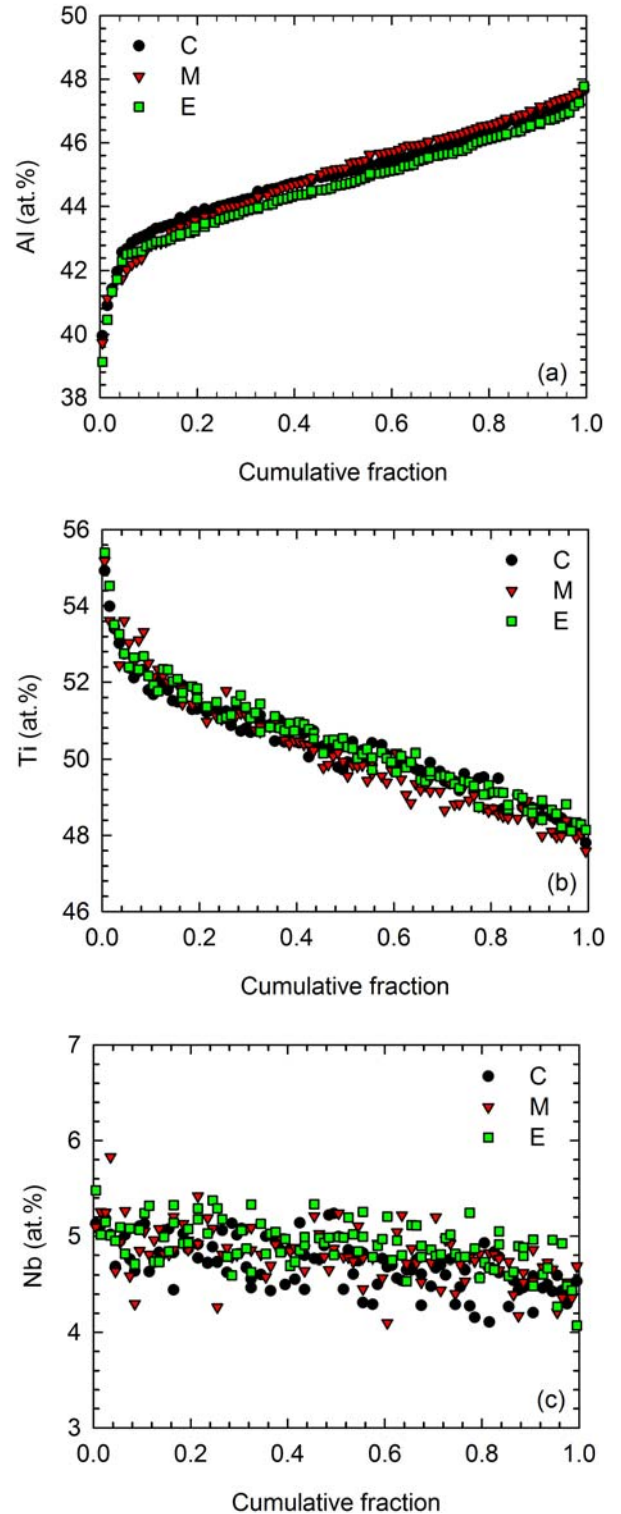 50
48
46
44
42
40
38
Al (at.%)
C
M
E
(a)
0.0 0.2 0.4 0.6 0.8 1.0
Cumulative fraction
56
54
52
50
48
46
Ti (at.%)
C
M
E
(b)
0.0 0.2 0.4 0.6 0.8 1.0
Cumulative fraction
7
6
5
4
3
Nb (at.%)
C
M
E
(c)
0.0 0.2 0.4 0.6 0.8 1.0
Cumulative fraction